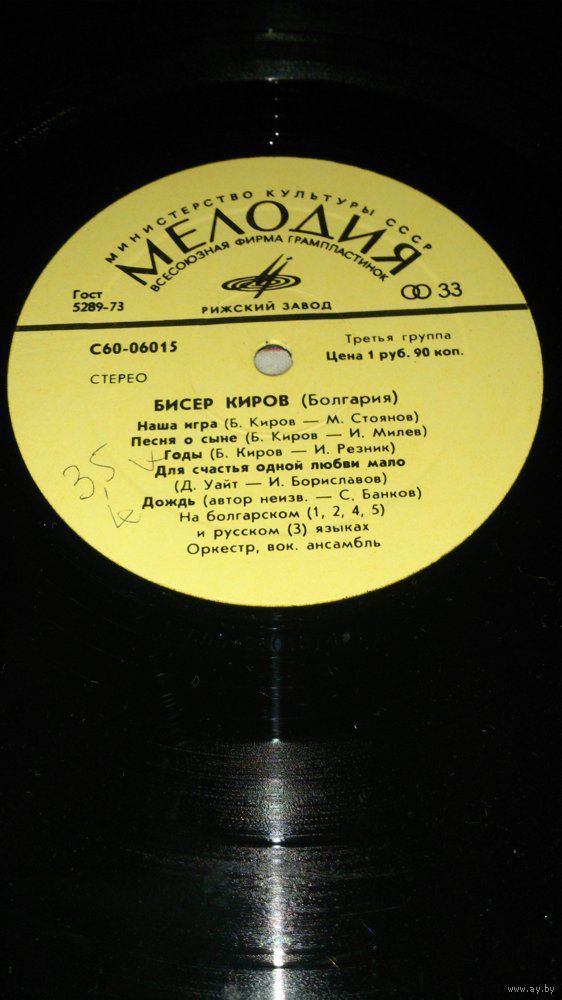 МИНИСТЕРСТВО КУЛЬТУРЫ СССР
МЕЛОДИЯ
ВСЕСОЮЗНАЯ ФИРМА ГРАМПЛАСТИНОК
Гост
5289-73
33
РИЖСКИЙ ЗАВОД
С60-06015
Третья группа
Цена 1 руб. 90 коп.
СТЕРЕО
БИСЕР КИРОВ (Болгария)
Наша игра (Б. Киров — М. Стоянов)
Песня о сыне (Б. Киров — И. Милев)
Годы (Б. Киров — И. Резник)
Для счастья одной любви мало
(Д. Уайт — И. Бориславов)
Дождь (автор неизв. — С. Банков)
На болгарском (1, 2, 4, 5)
и русском (3) языках
Оркестр, вок. ансамбль
3,5
www.ay.by